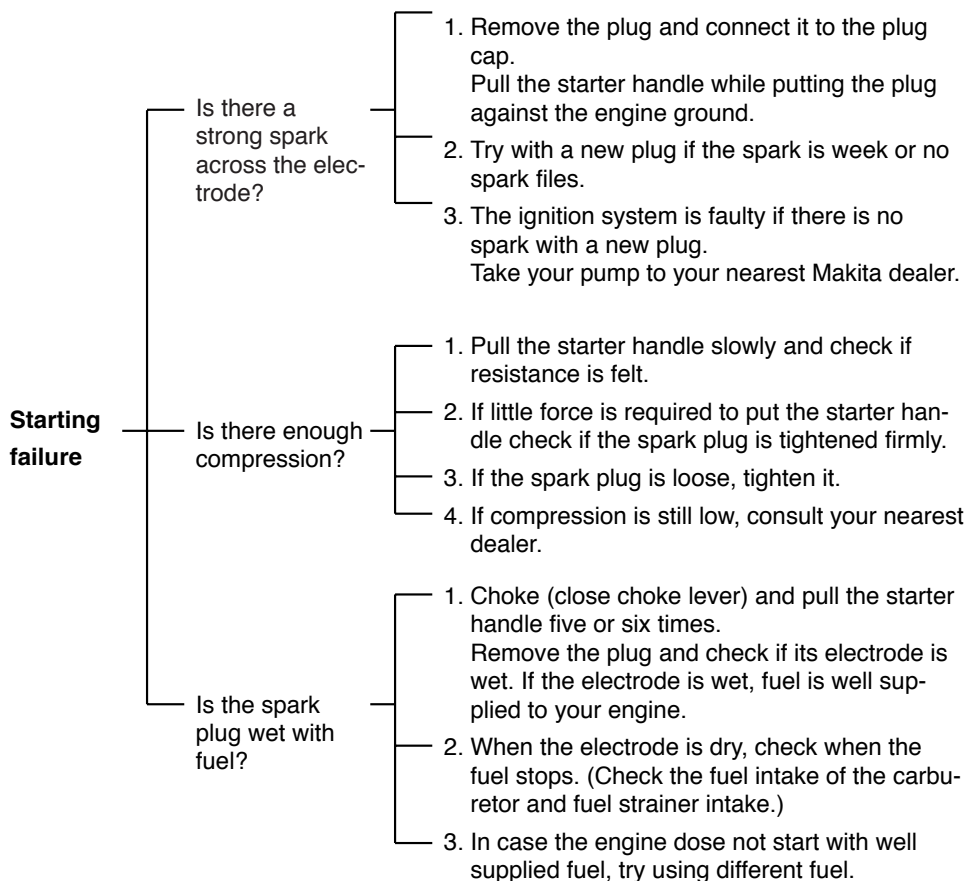 Starting
failure
Is there a
strong spark
across the elec-
trode?
1. Remove the plug and connect it to the plug
cap.
Pull the starter handle while putting the plug
against the engine ground.
2. Try with a new plug if the spark is week or no
spark files.
3. The ignition system is faulty if there is no
spark with a new plug.
Take your pump to your nearest Makita dealer.
Is there enough
compression?
1. Pull the starter handle slowly and check if
resistance is felt.
2. If little force is required to put the starter han-
dle check if the spark plug is tightened firmly.
3. If the spark plug is loose, tighten it.
4. If compression is still low, consult your nearest
dealer.
Is the spark
plug wet with
fuel?
1. Choke (close choke lever) and pull the starter
handle five or six times.
Remove the plug and check if its electrode is
wet. If the electrode is wet, fuel is well sup-
plied to your engine.
2. When the electrode is dry, check when the
fuel stops. (Check the fuel intake of the carbu-
retor and fuel strainer intake.)
3. In case the engine dose not start with well
supplied fuel, try using different fuel.